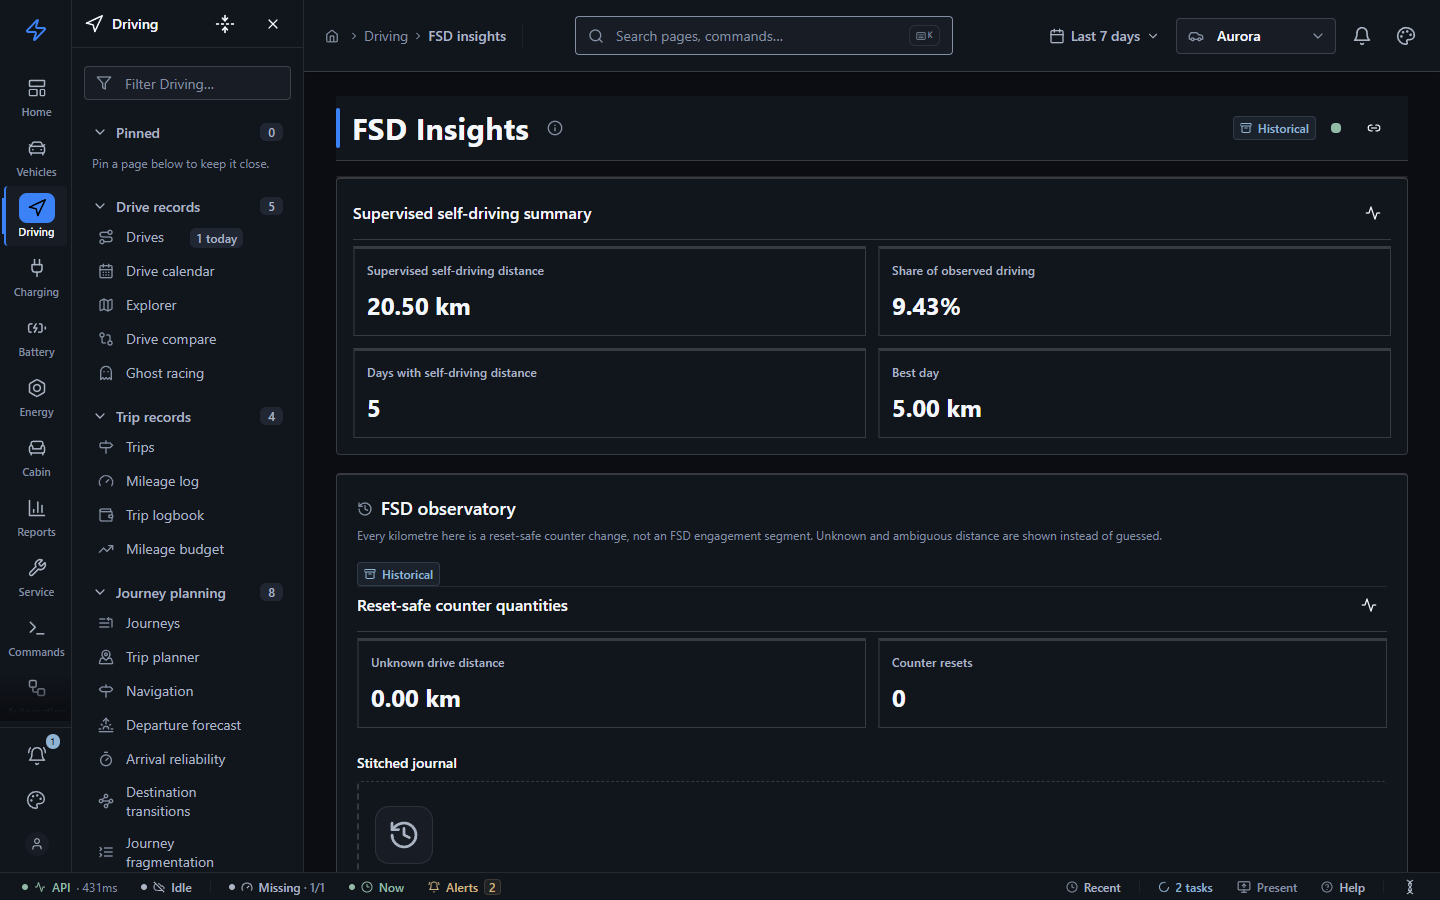 Home
Vehicles
Driving
Charging
Battery
Energy
Cabin
Reports
Service
Commands
1
Driving
Filter Driving...
Pinned 0
Pin a page below to keep it close.
Drive records 5
Drives 1 today
Drive calendar
Explorer
Drive compare
Ghost racing
Trip records 4
Trips
Mileage log
Trip logbook
Mileage budget
Journey planning 8
Journeys
Trip planner
Navigation
Departure forecast
Arrival reliability
Destination
transitions
Journey
fragmentation
Driving FSD insights
Search pages, commands... K
Last 7 days
Aurora
FSD Insights
Historical
Supervised self-driving summary
Supervised self-driving distance
20.50 km
Share of observed driving
9.43%
Days with self-driving distance
5
Best day
5.00 km
FSD observatory
Every kilometre here is a reset-safe counter change, not an FSD engagement segment. Unknown and ambiguous distance are shown instead of guessed.
Historical
Reset-safe counter quantities
Unknown drive distance
0.00 km
Counter resets
0
Stitched journal
API · 431ms Idle Missing · 1/1 Now Alerts 2 Recent 2 tasks Present Help